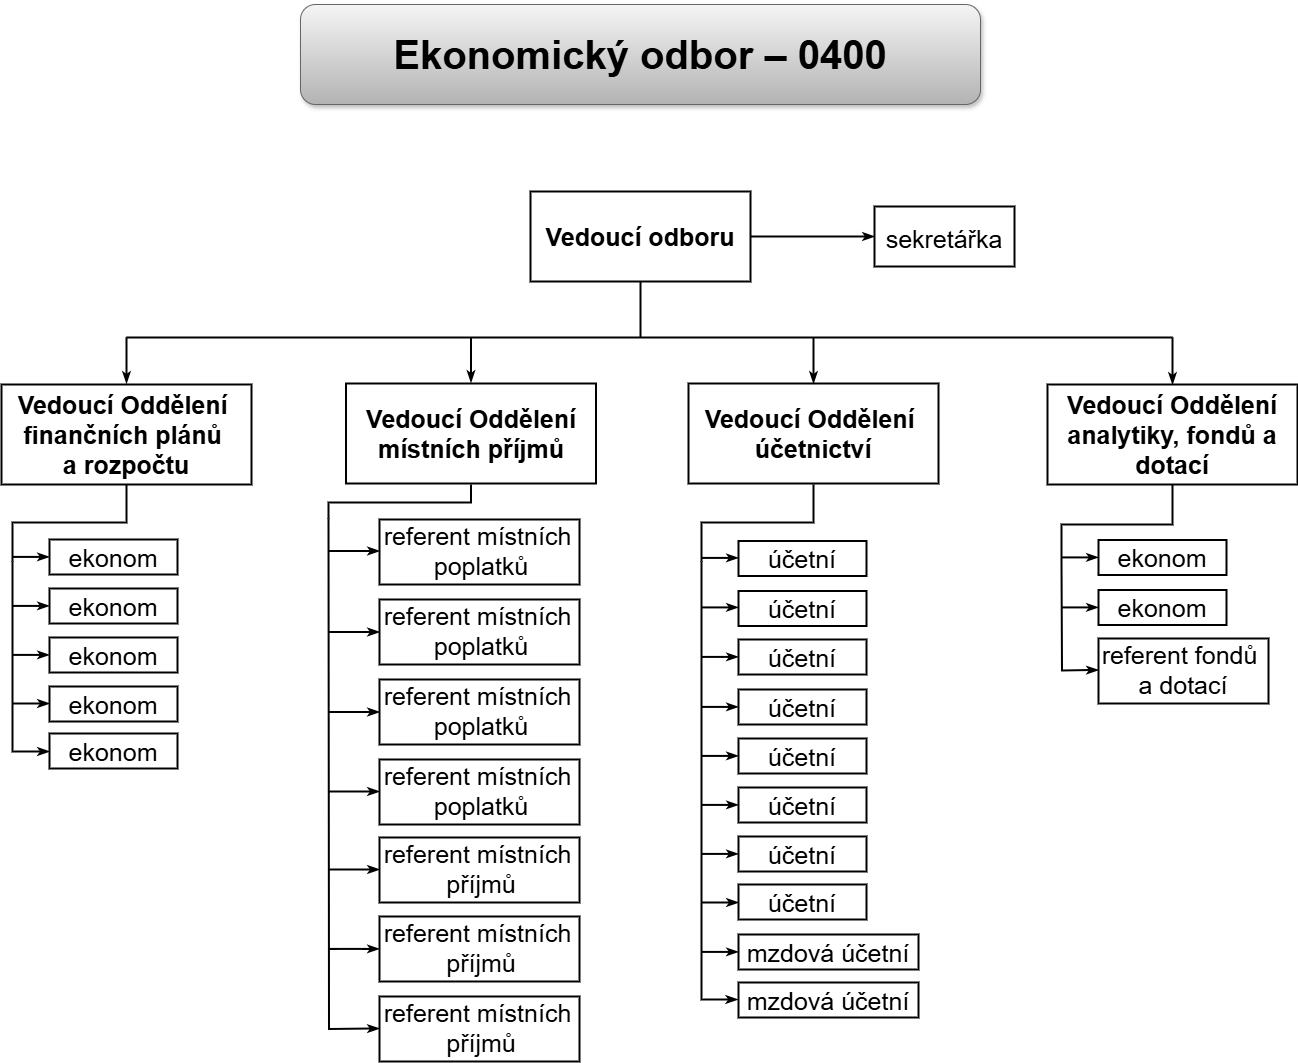 Ekonomický odbor – 0400
Vedoucí odboru
sekretářka
Vedoucí Oddělení
finančních plánů
a rozpočtu
ekonom
ekonom
ekonom
ekonom
ekonom
Vedoucí Oddělení
místních příjmů
referent místních
poplatků
referent místních
poplatků
referent místních
poplatků
referent místních
poplatků
referent místních
příjmů
referent místních
příjmů
referent místních
příjmů
Vedoucí Oddělení
účetnictví
účetní
účetní
účetní
účetní
účetní
účetní
účetní
účetní
mzdová účetní
mzdová účetní
Vedoucí Oddělení
analytiky, fondů a
dotací
ekonom
ekonom
referent fondů
a dotací